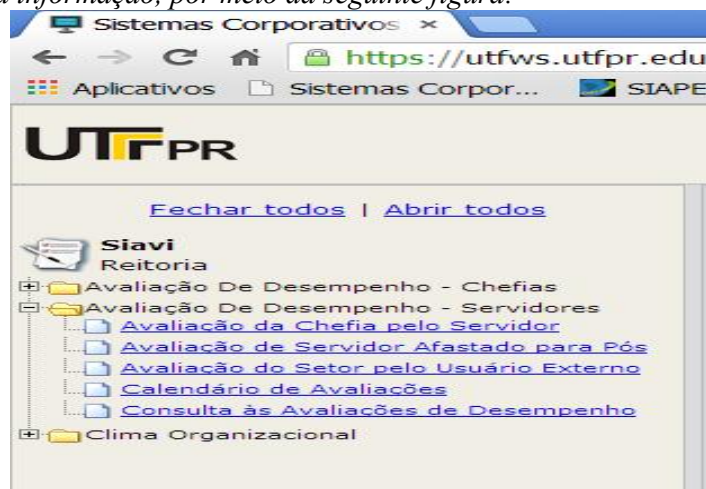 a informação, por meio da seguinte figura:
Sistemas Corporativos ×
https://utfws.utfpr.edu
Aplicativos Sistemas Corpor... SIAPE
UTFPR
Fechar todos | Abrir todos
Siavi
Reitoria
Avaliação De Desempenho - Chefias
Avaliação De Desempenho - Servidores
Avaliação da Chefia pelo Servidor
Avaliação de Servidor Afastado para Pós
Avaliação do Setor pelo Usuário Externo
Calendário de Avaliações
Consulta às Avaliações de Desempenho
Clima Organizacional